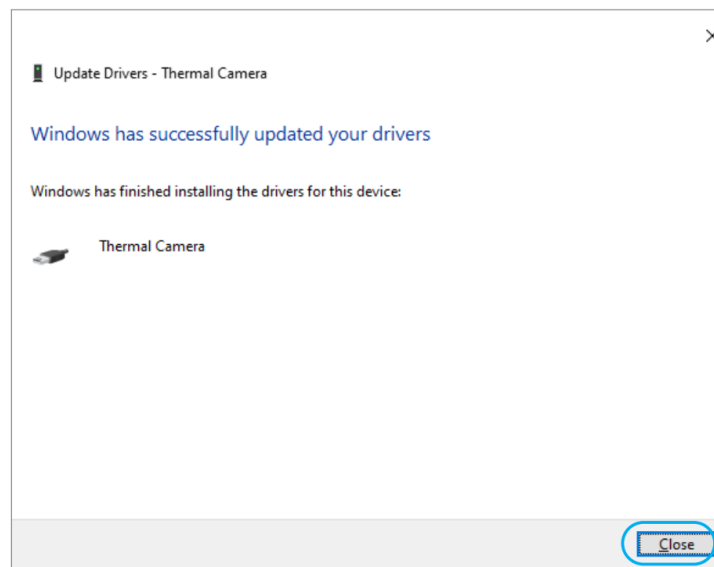 Update Drivers - Thermal Camera
Windows has successfully updated your drivers
Windows has finished installing the drivers for this device:
Thermal Camera
Close